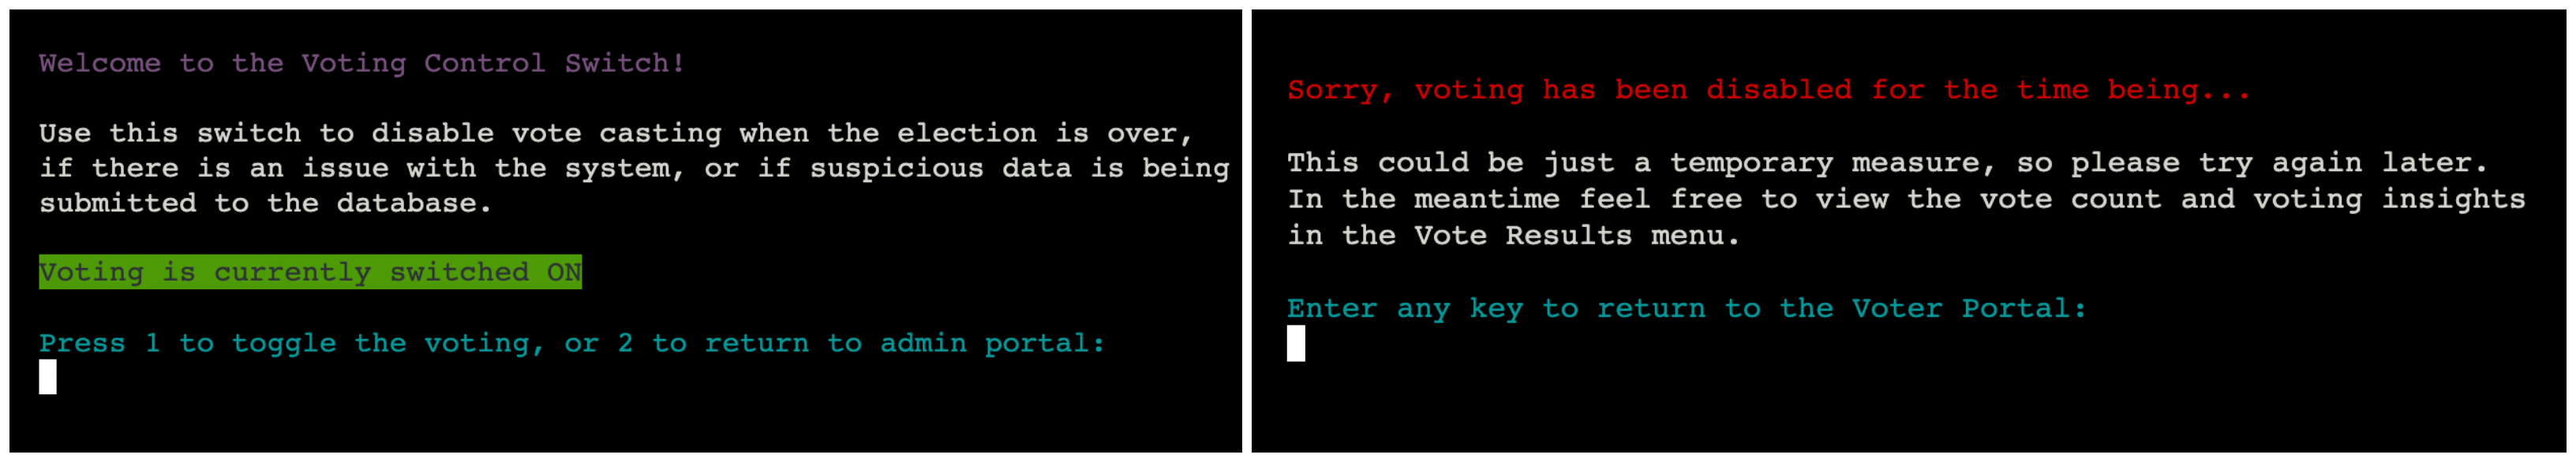 Welcome to the Voting Control Switch!
Use this switch to disable vote casting when the election is over,
if there is an issue with the system, or if suspicious data is being
submitted to the database.
Voting is currently switched ON
Press 1 to toggle the voting, or 2 to return to admin portal:
Sorry, voting has been disabled for the time being...
This could be just a temporary measure, so please try again later.
In the meantime feel free to view the vote count and voting insights
in the Vote Results menu.
Enter any key to return to the Voter Portal: